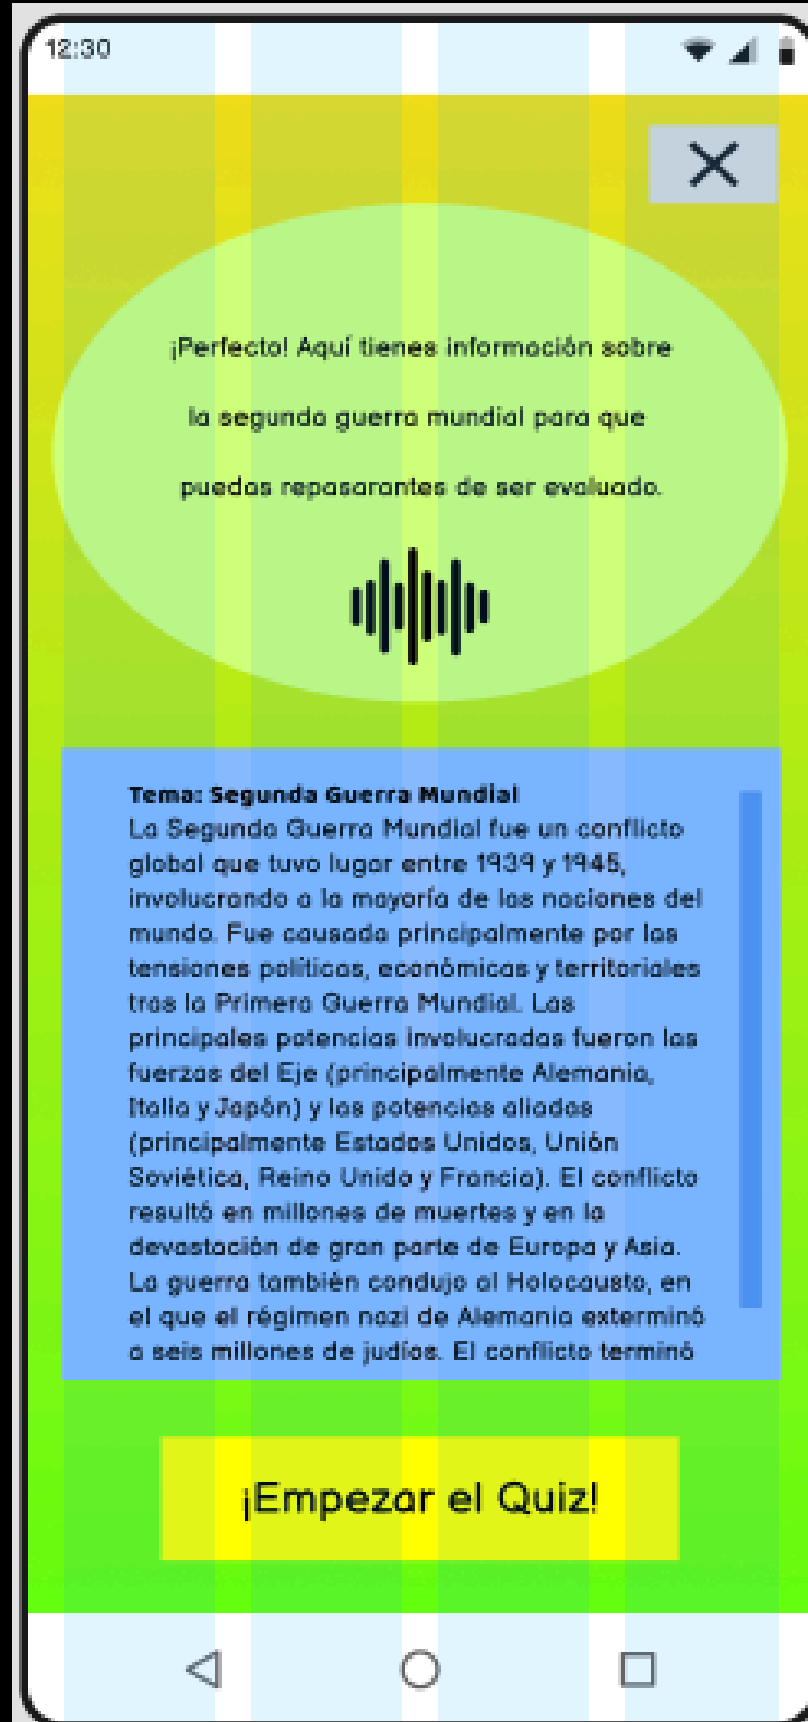 12:30
¡Perfecto! Aquí tienes información sobre
la segunda guerra mundial para que
puedas repasarantes de ser evaluado.
Tema: Segunda Guerra Mundial
La Segunda Guerra Mundial fue un conflicto
global que tuvo lugar entre 1939 y 1945,
involucrando a la mayoría de las naciones del
mundo. Fue causada principalmente por las
tensiones políticas, económicas y territoriales
tras la Primera Guerra Mundial. Las
principales potencias involucradas fueron las
fuerzas del Eje (principalmente Alemania,
Italia y Japón) y las potencias aliadas
(principalmente Estados Unidos, Unión
Soviética, Reino Unido y Francia). El conflicto
resultó en millones de muertes y en la
devastación de gran parte de Europa y Asia.
La guerra también condujo al Holocausto, en
el que el régimen nazi de Alemania exterminó
a seis millones de judíos. El conflicto terminó
¡Empezar el Quiz!